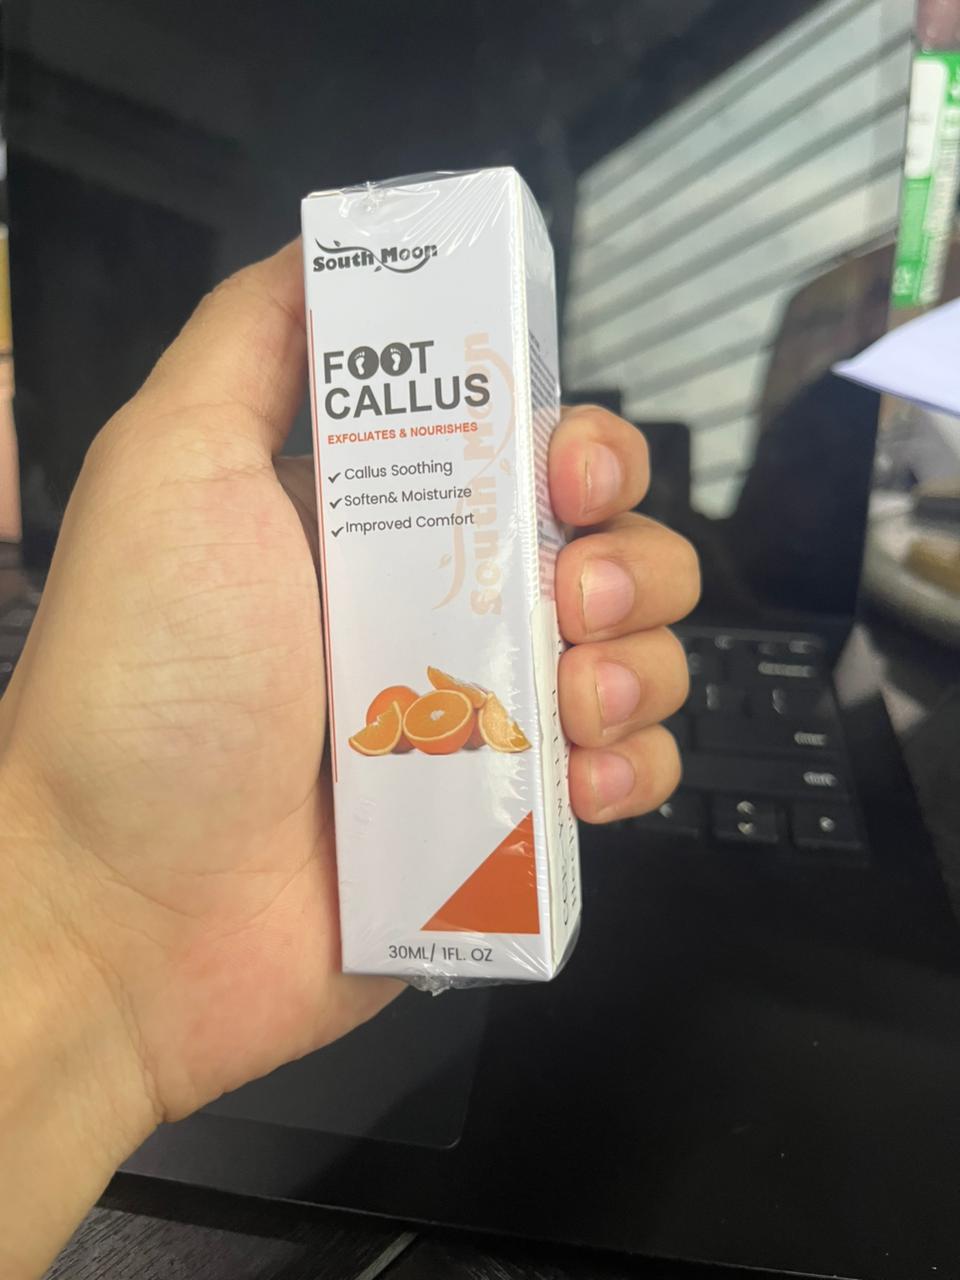 South Moon
FOOT
CALLUS
EXFOLIATES & NOURISHES
Callus Soothing
Soften& Moisturize
Improved Comfort
South Moon
30ML/ 1FL. OZ